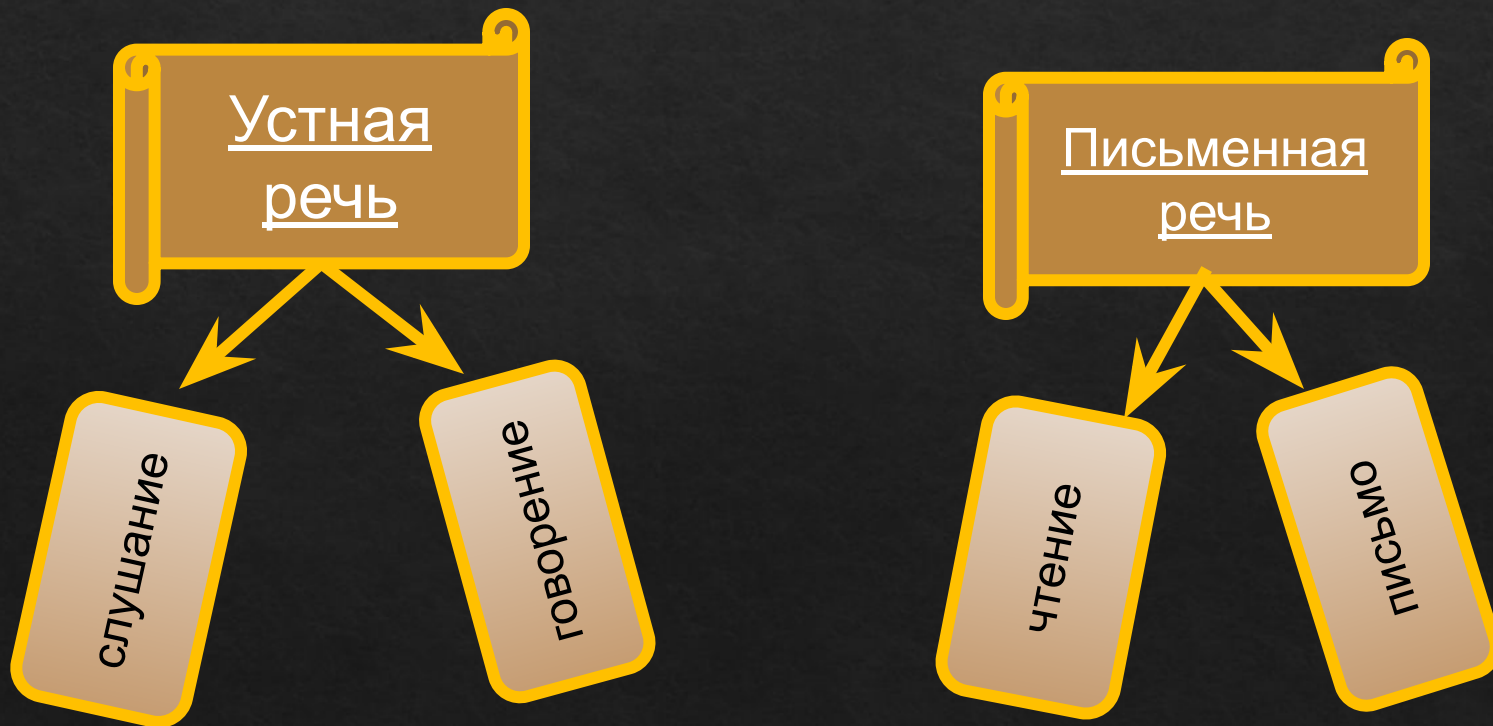 Устная
речь
Письменная
речь
слушание
говорение
чтение
письмо